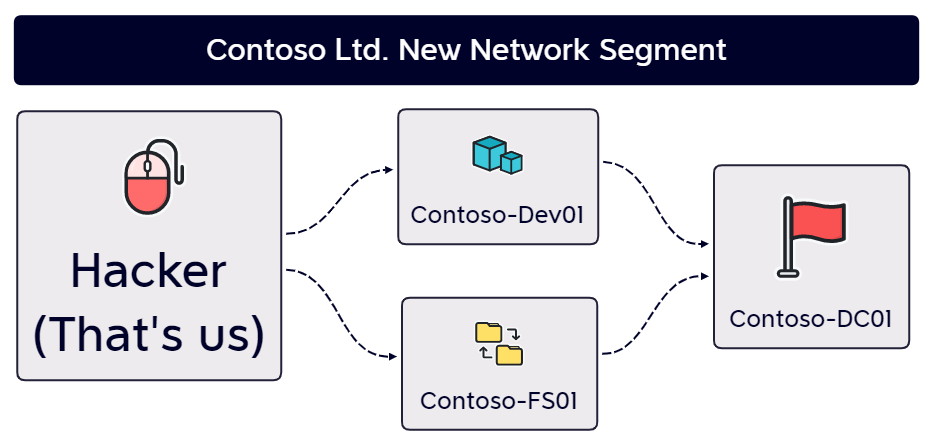 Contoso Ltd. New Network Segment
Hacker
(That's us)
Contoso-Dev01
Contoso-FS01
Contoso-DC01